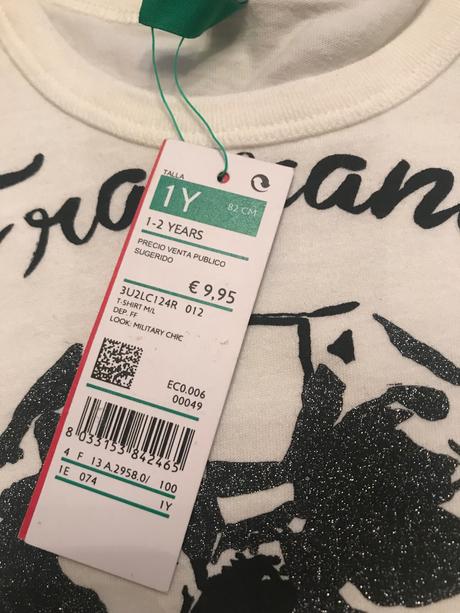 TALLA
1Y 82 CM
1-2 YEARS
PRECIO VENTA PUBLICO
SUGERIDO
€ 9,95
3U2LC124R 012
T-SHIRT M/L
DEP. FF
LOOK: MILITARY CHIC
EC0.006
00049
8 033153 842465
4 F 13 A.2958.0/ 100
1E 074 1Y